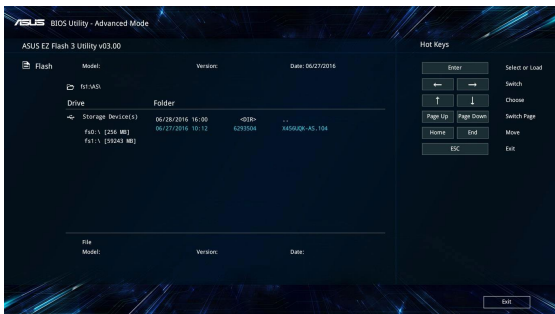 ASUS BIOS Utility - Advanced Mode
ASUS EZ Flash 3 Utility v03.00
Hot Keys
Flash Model: Version: Date: 06/27/2016
Enter Select or Load
fs1:\AS\
← → Switch
Drive Folder
↑ ↓ Choose
Storage Device(s) 06/28/2016 16:00 <DIR> ..
Page Up Page Down Switch Page
fs0:\ [256 MB] 06/27/2016 10:12 6293504 X456UQK-AS.104
fs1:\ [59243 MB]
Home End Move
ESC Exit
File
Model: Version: Date:
Exit